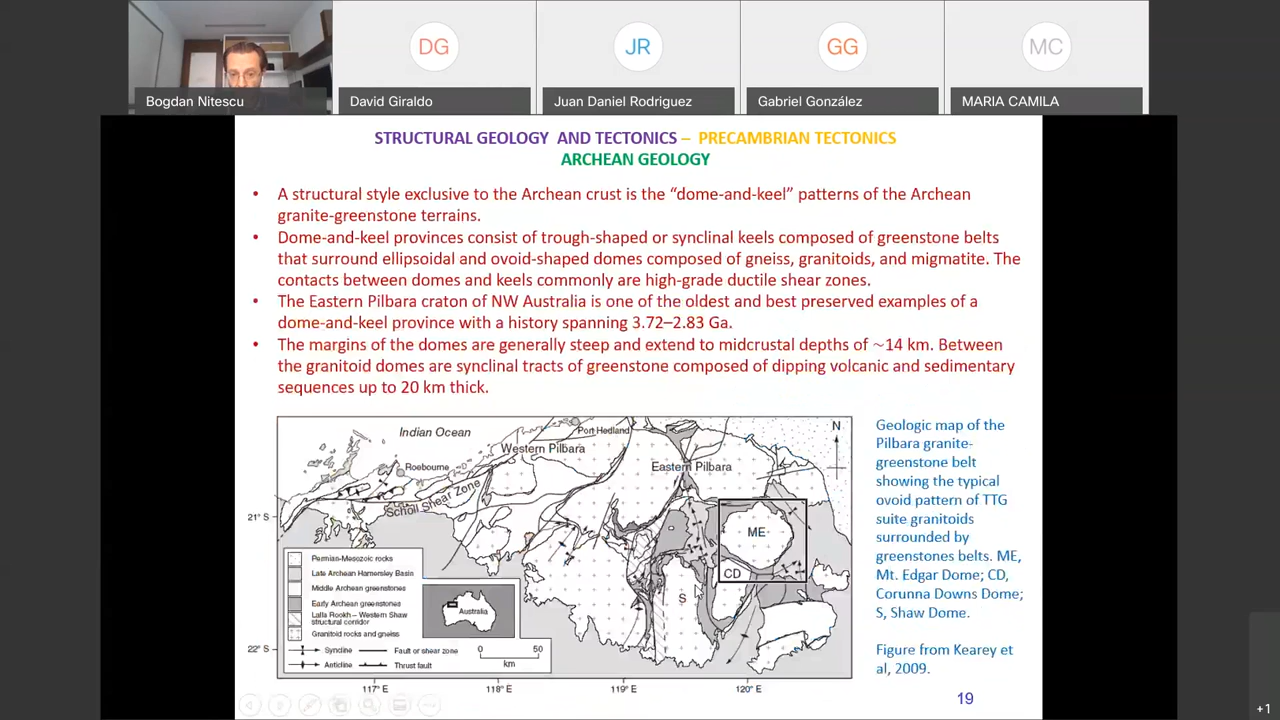 DG
JR
GG
MC
Bogdan Nitescu
David Giraldo
Juan Daniel Rodriguez
Gabriel González
MARIA CAMILA
STRUCTURAL GEOLOGY AND TECTONICS – PRECAMBRIAN TECTONICS
ARCHEAN GEOLOGY
• A structural style exclusive to the Archean crust is the “dome-and-keel” patterns of the Archean
granite-greenstone terrains.
• Dome-and-keel provinces consist of trough-shaped or synclinal keels composed of greenstone belts
that surround ellipsoidal and ovoid-shaped domes composed of gneiss, granitoids, and migmatite. The
contacts between domes and keels commonly are high-grade ductile shear zones.
• The Eastern Pilbara craton of NW Australia is one of the oldest and best preserved examples of a
dome-and-keel province with a history spanning 3.72–2.83 Ga.
• The margins of the domes are generally steep and extend to midcrustal depths of ~14 km. Between
the granitoid domes are synclinal tracts of greenstone composed of dipping volcanic and sedimentary
sequences up to 20 km thick.
Indian Ocean
Port Hedland
N
Western Pilbara
Eastern Pilbara
Roebourne
Scholl Shear Zone
21° S
ME
CD
S
Permian-Mesozoic rocks
Late Archean Hamersley Basin
Middle Archean greenstones
Early Archean greenstones
Lalla Rookh – Western Shaw
structural corridor
Granitoid rocks and gneiss
Australia
Syncline
Fault or shear zone
Anticline
Thrust fault
0
50
km
22° S
117° E
118° E
119° E
120° E
Geologic map of the
Pilbara granite-
greenstone belt
showing the typical
ovoid pattern of TTG
suite granitoids
surrounded by
greenstones belts. ME,
Mt. Edgar Dome; CD,
Corunna Downs Dome;
S, Shaw Dome.
Figure from Kearey et
al, 2009.
19
+1